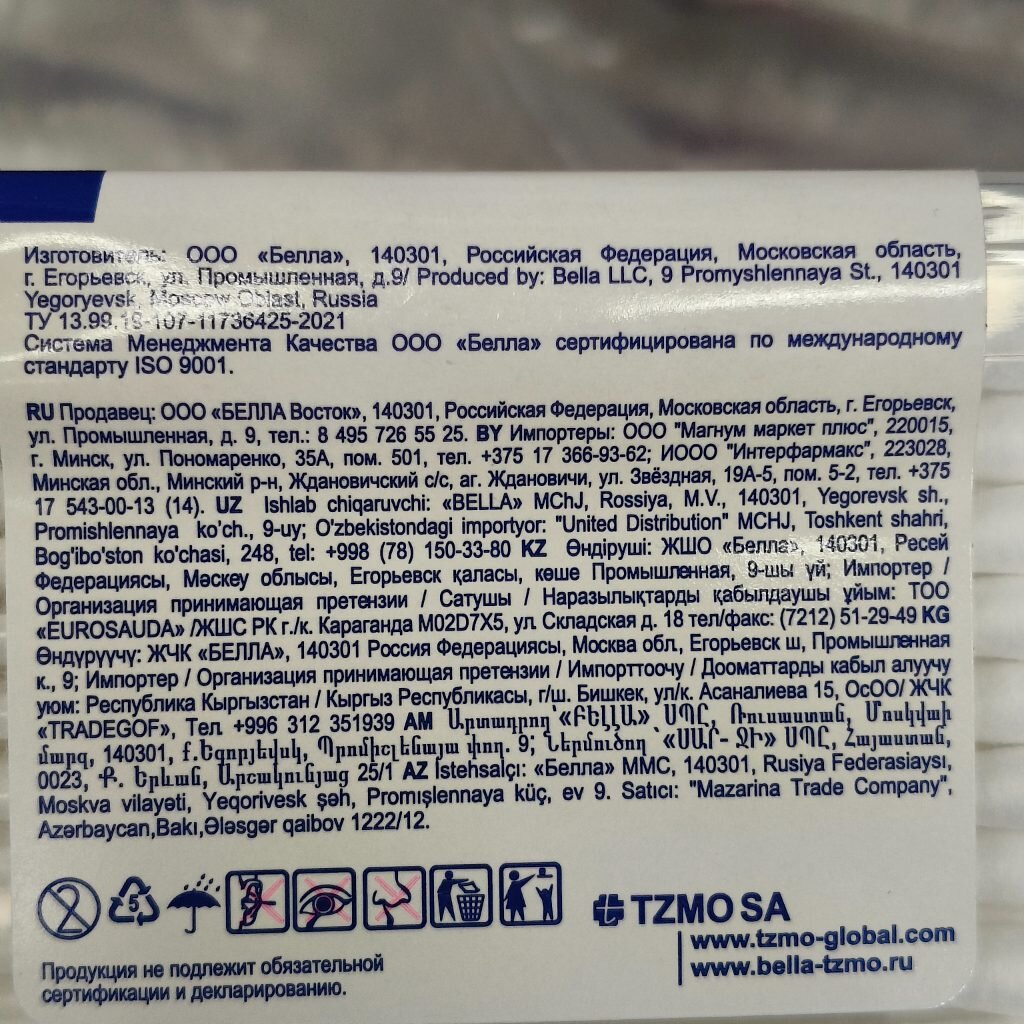 Изготовитель: ООО «Белла», 140301, Российская Федерация, Московская область,
г. Егорьевск, ул. Промышленная, д.9/ Produced by: Bella LLC, 9 Promyshlennaya St., 140301
Yegoryevsk, Moscow Oblast, Russia
ТУ 13.99.19-107-11736425-2021
Система Менеджмента Качества ООО «Белла» сертифицирована по международному
стандарту ISO 9001.
RU Продавец: ООО «БЕЛЛА Восток», 140301, Российская Федерация, Московская область, г. Егорьевск,
ул. Промышленная, д. 9, тел.: 8 495 726 55 25. BY Импортеры: ООО "Магнум маркет плюс", 220015,
г. Минск, ул. Пономаренко, 35А, пом. 501, тел. +375 17 366-93-62; ИООО "Интерфармакс", 223028,
Минская обл., Минский р-н, Ждановичский с/с, аг. Ждановичи, ул. Звёздная, 19А-5, пом. 5-2, тел. +375
17 543-00-13 (14). UZ Ishlab chiqaruvchi: «BELLA» MChJ, Rossiya, M.V., 140301, Yegorevsk sh.,
Promishlennaya ko'ch., 9-uy; O'zbekistondagi importyor: "United Distribution" MCHJ, Toshkent shahri,
Bog'ibo'ston ko'chasi, 248, tel: +998 (78) 150-33-80 KZ Өндіруші: ЖШО «Белла», 140301, Ресей
Федерациясы, Мәскеу облысы, Егорьевск қаласы, көше Промышленная, 9-шы үй; Импортер /
Организация принимающая претензии / Сатушы / Наразылықтарды қабылдаушы ұйым: ТОО
«EUROSAUDA» /ЖШС РК г./к. Караганда M02D7X5, ул. Складская д. 18 тел/факс: (7212) 51-29-49 KG
Өндүрүүчү: ЖЧК «БЕЛЛА», 140301 Россия Федерациясы, Москва обл., Егорьевск ш, Промышленная
к., 9; Импортер / Организация принимающая претензии / Импорттоочу / Дооматтарды кабыл алуучу
уюм: Республика Кыргызстан / Кыргыз Республикасы, г/ш. Бишкек, ул/к. Асаналиева 15, ОсОО/ ЖЧК
«TRADEGOF», Тел +996 312 351939 AM Արտադրող՝ «ԲԵԼԼԱ» ՍՊԸ, Ռուսաստան, Մոսկվայի
մարզ, 140301, ք.Եգորյեվսկ, Պրոմիշլենայա փող. 9; Ներմուծող՝ «ՍԱՐ- ՋԻ» ՍՊԸ, Հայաստան,
0023, Ք. Երևան, Արշակունյաց 25/1 AZ İstehsalçı: «Белла» MMC, 140301, Rusiya Federasiaysı,
Moskva vilayəti, Yeqorivesk şəh, Promışlennaya küç, ev 9. Satıcı: "Mazarina Trade Company",
Azərbaycan,Bakı,Ələsgər qaibov 1222/12.
2
5
TZMO SA
www.tzmo-global.com
www.bella-tzmo.ru
Продукция не подлежит обязательной
сертификации и декларированию.